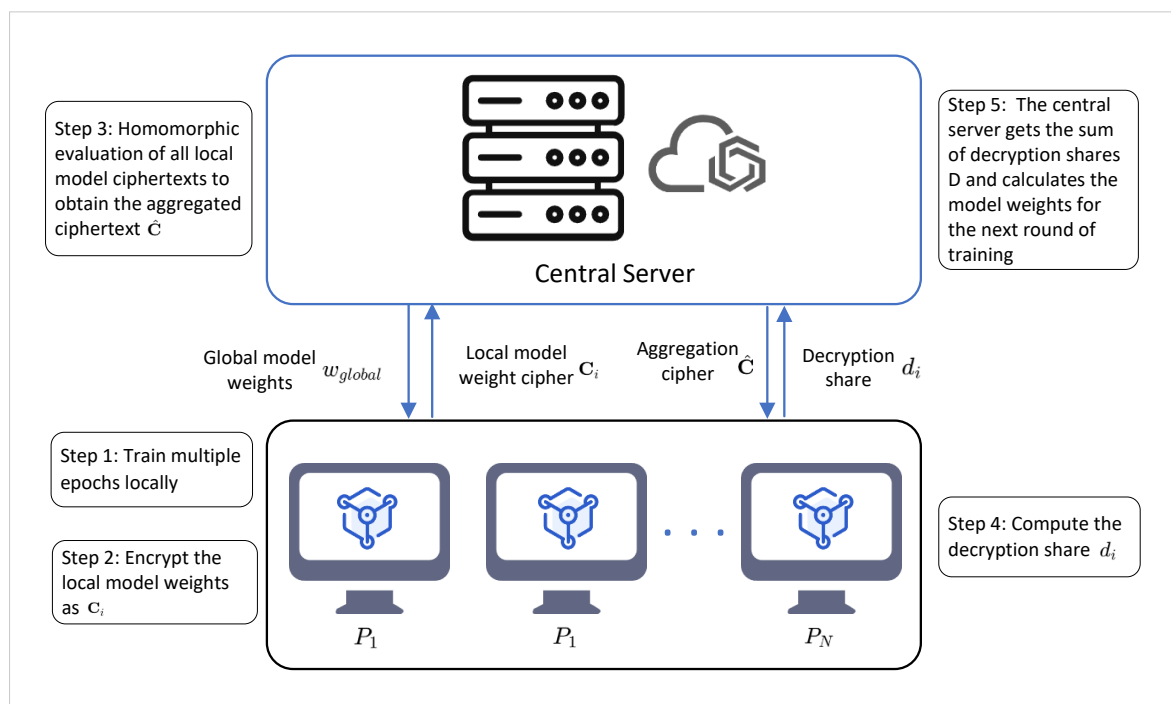 Step 3: Homomorphic
evaluation of all local
model ciphertexts to
obtain the aggregated
ciphertext Ĉ
Central Server
Step 5: The central
server gets the sum
of decryption shares
D and calculates the
model weights for
the next round of
training
Global model
weights w_global
Local model
weight cipher C_i
Aggregation
cipher Ĉ
Decryption
share d_i
Step 1: Train multiple
epochs locally
Step 2: Encrypt the
local model weights
as C_i
P_1
P_1
. . .
P_N
Step 4: Compute the
decryption share d_i